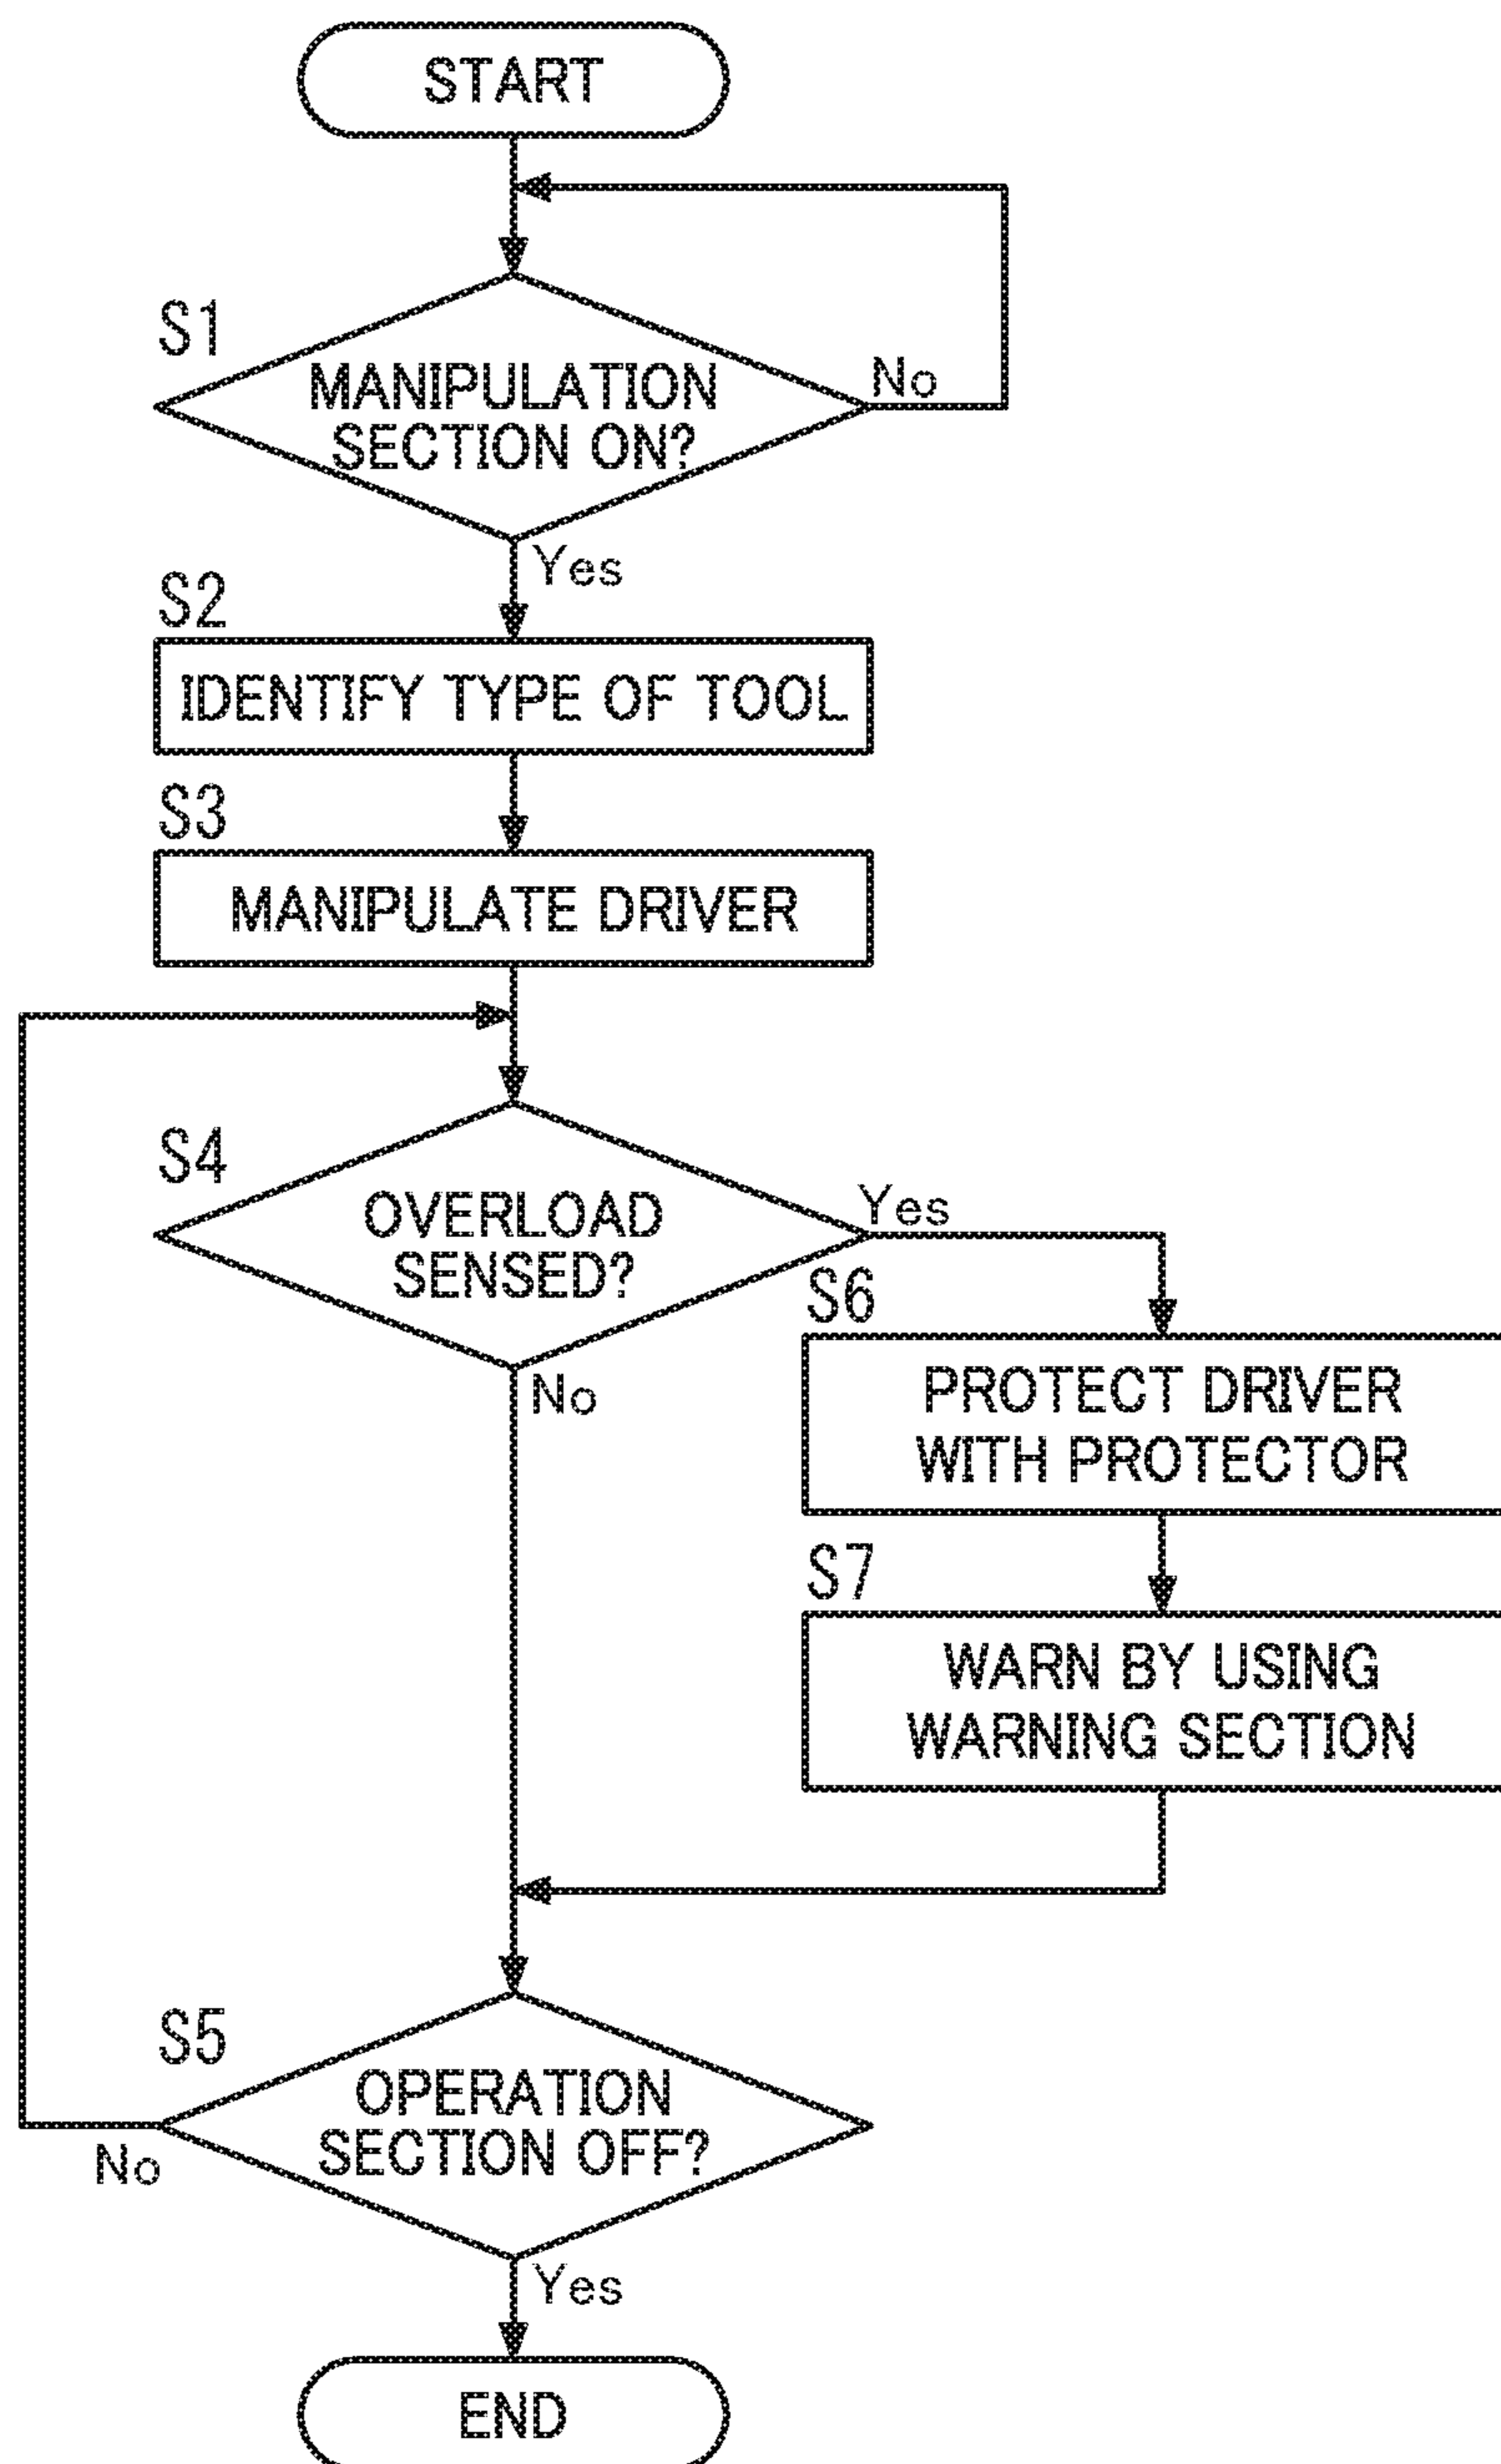 START
S1
MANIPULATION
SECTION ON?
No
Yes
S2
IDENTIFY TYPE OF TOOL
S3
MANIPULATE DRIVER
S4
OVERLOAD
SENSED?
Yes
No
S6
PROTECT DRIVER
WITH PROTECTOR
S7
WARN BY USING
WARNING SECTION
S5
OPERATION
SECTION OFF?
No
Yes
END